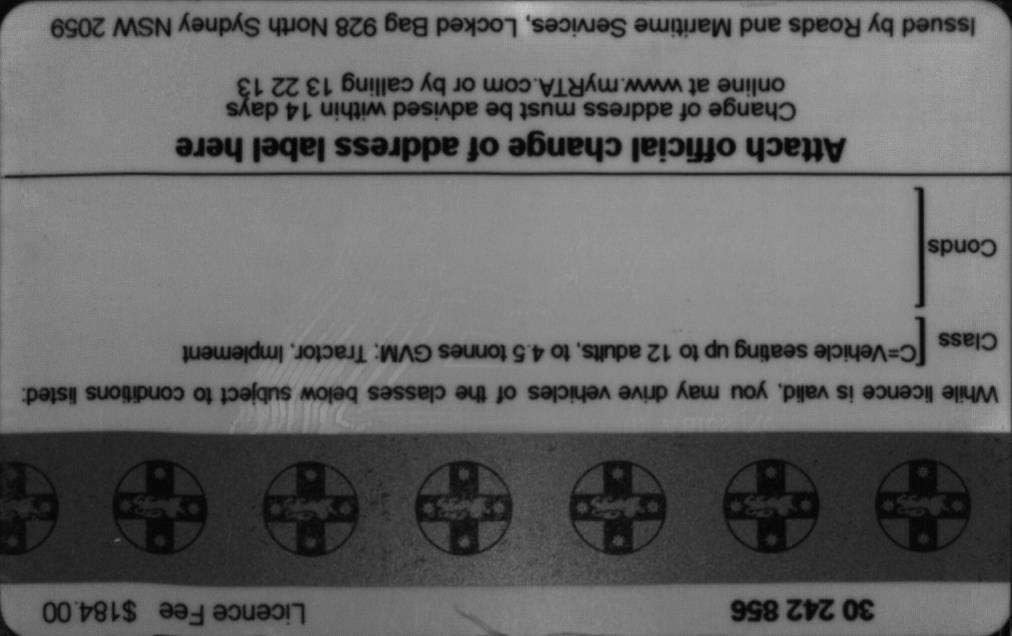 30 242 856 Licence Fee $184.00
While licence is valid, you may drive vehicles of the classes below subject to conditions listed:
Class [C=Vehicle seating up to 12 adults, to 4.5 tonnes GVM; Tractor, Implement
Conds
Attach official change of address label here
Change of address must be advised within 14 days
online at www.myRTA.com or by calling 13 22 13
Issued by Roads and Maritime Services, Locked Bag 928 North Sydney NSW 2059